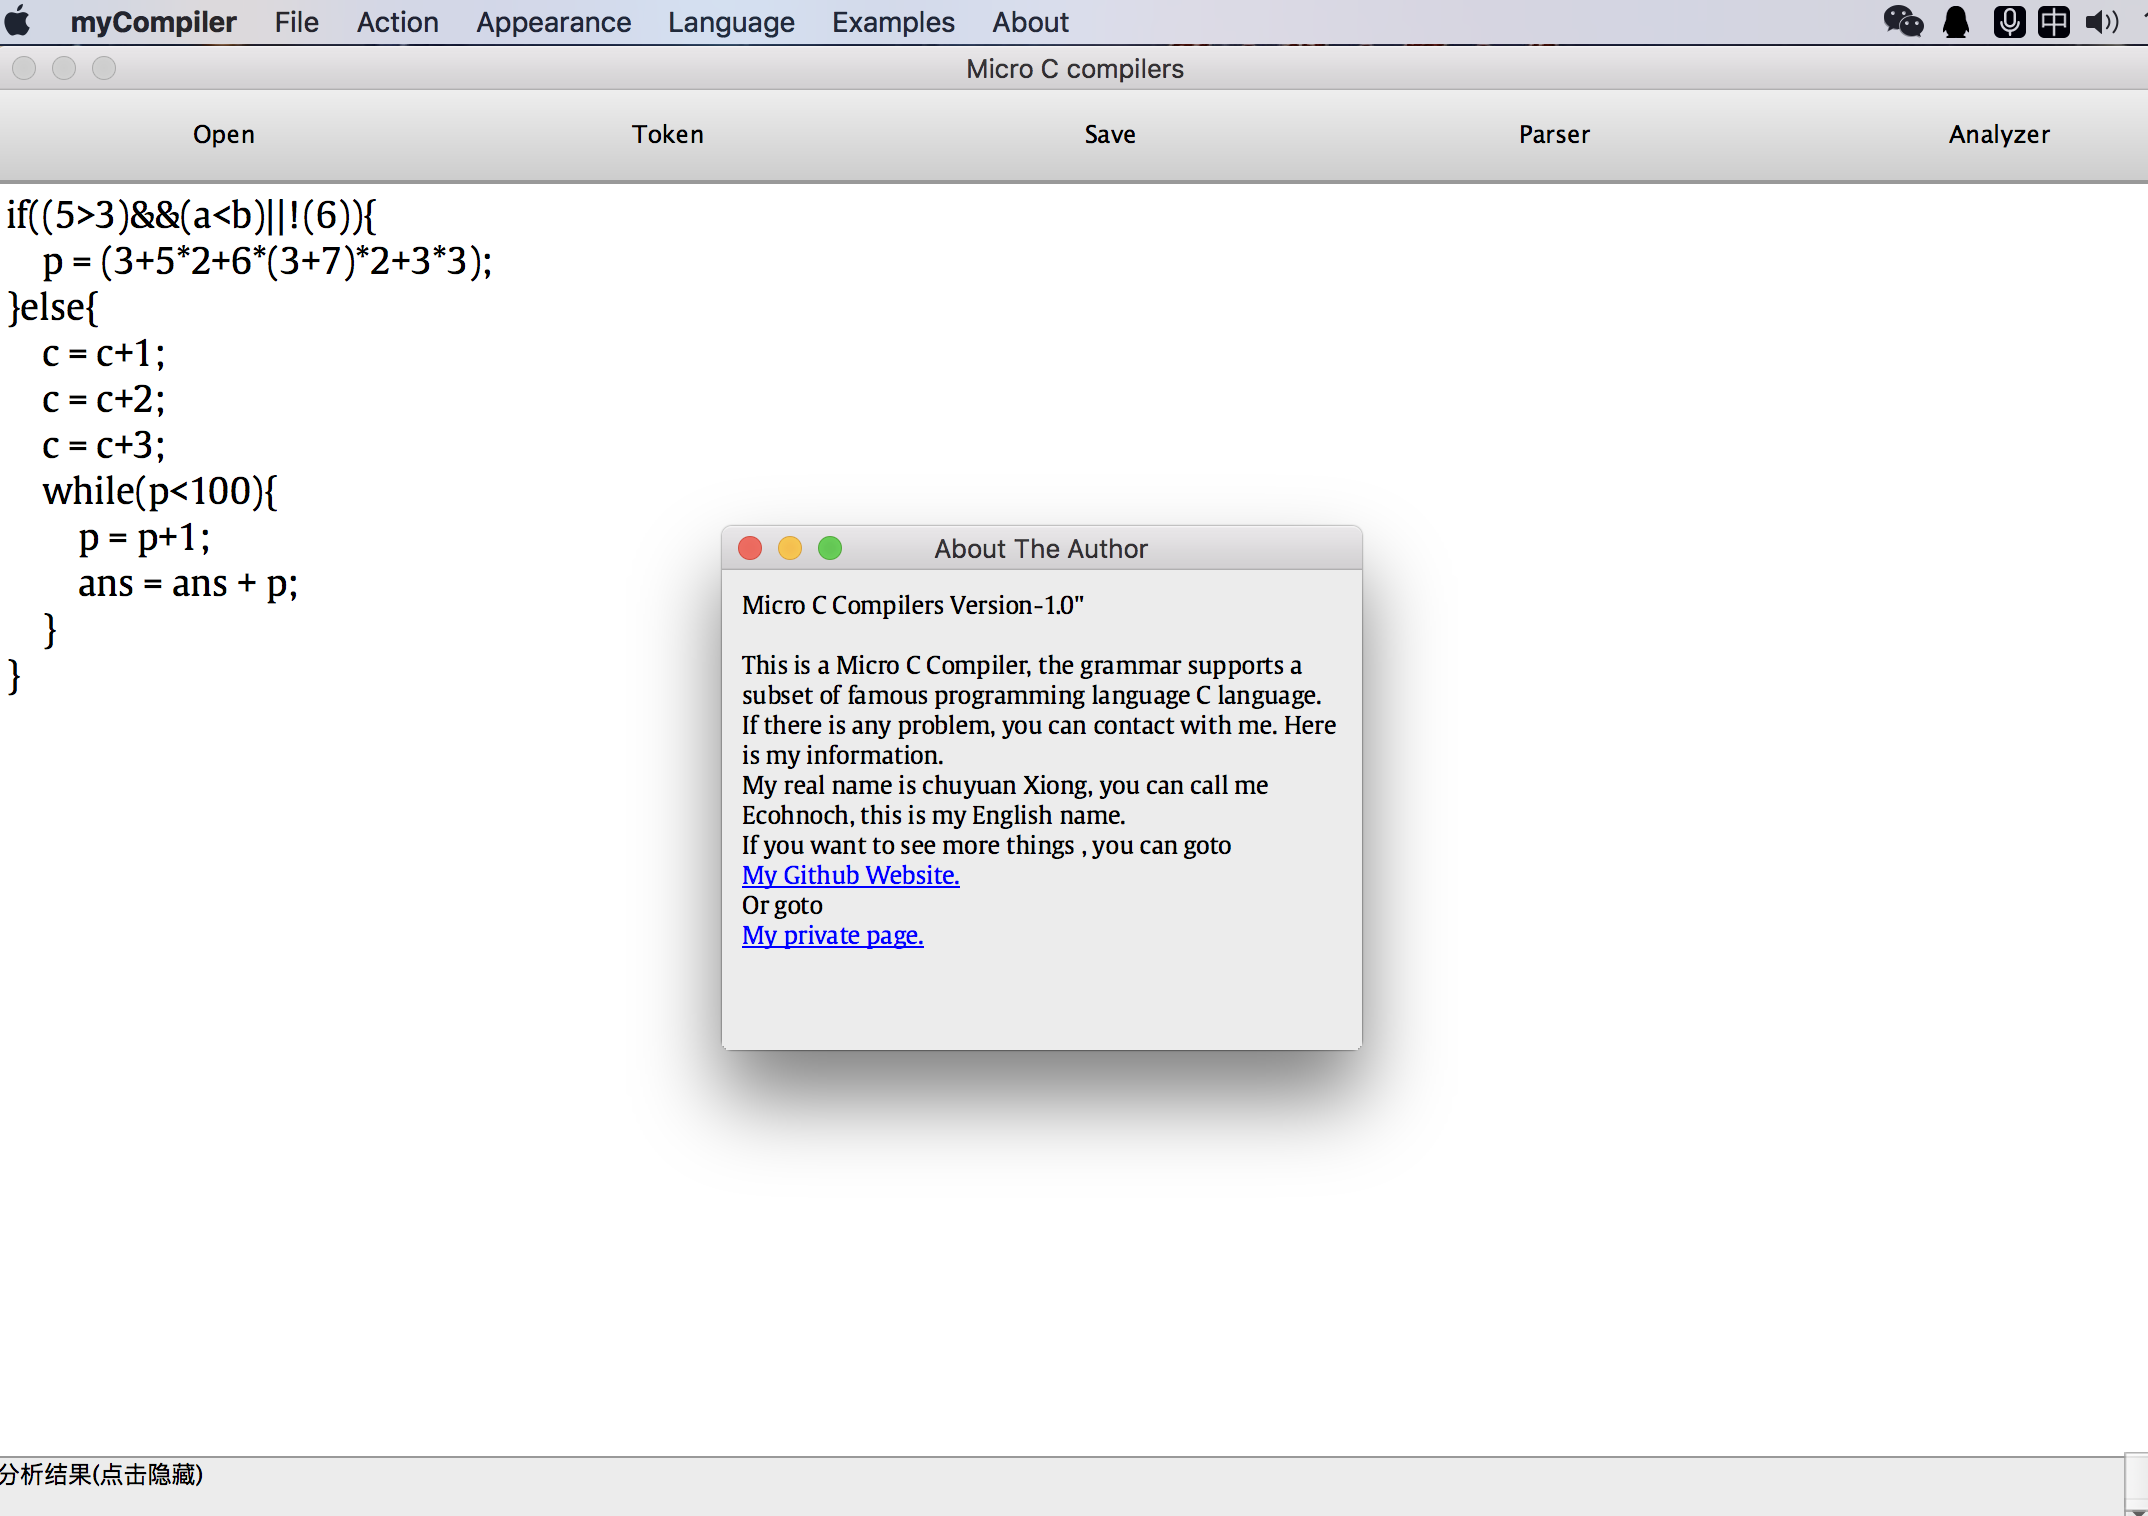 myCompiler File Action Appearance Language Examples About 中
Micro C compilers
Open Token Save Parser Analyzer
if((5>3)&&(a<b)||!(6)){
p = (3+5*2+6*(3+7)*2+3*3);
}else{
c = c+1;
c = c+2;
c = c+3;
while(p<100){
p = p+1;
ans = ans + p;
}
}
About The Author
Micro C Compilers Version-1.0"
This is a Micro C Compiler, the grammar supports a
subset of famous programming language C language.
If there is any problem, you can contact with me. Here
is my information.
My real name is chuyuan Xiong, you can call me
Ecohnoch, this is my English name.
If you want to see more things , you can goto
My Github Website.
Or goto
My private page.
分析结果(点击隐藏)